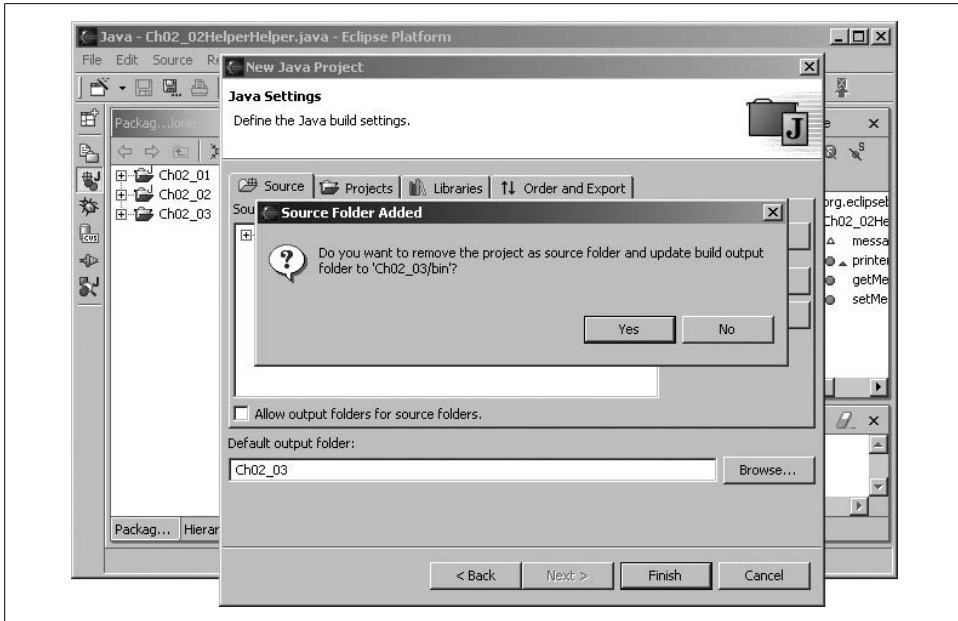 Java - Ch02_02HelperHelper.java - Eclipse Platform
File Edit Source
New Java Project
Java Settings
Define the Java build settings.
J
Packag...
Ch02_01
Ch02_02
Ch02_03
Source Projects Libraries Order and Export
Source Folder Added
Do you want to remove the project as source folder and update build output
folder to 'Ch02_03/bin'?
Yes No
org.eclipse
Ch02_02He
messa
printe
getMe
setMe
Allow output folders for source folders.
Default output folder:
Ch02_03
Browse...
Packag... Hierar
< Back Next > Finish Cancel